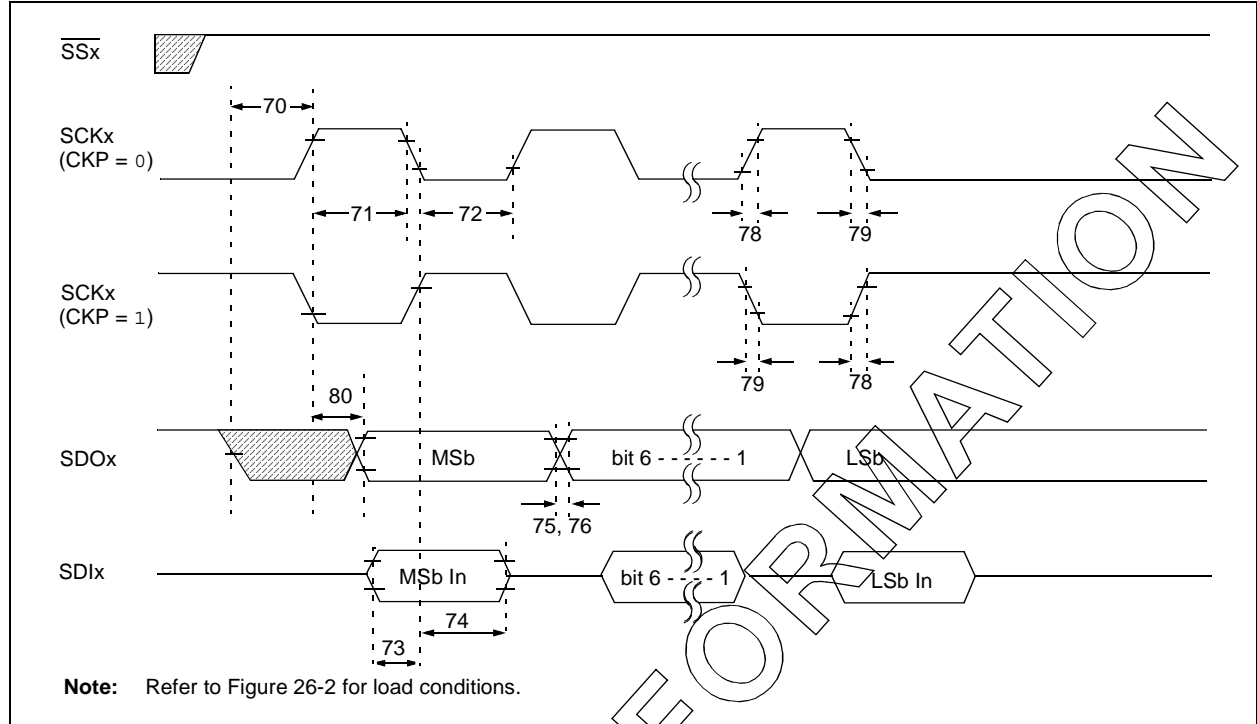 SSx
70
SCKx
(CKP = 0)
71
72
78
79
SCKx
(CKP = 1)
79
78
80
SDOx
MSb
bit 6 - - - - - - 1
LSb
75, 76
SDIx
MSb In
bit 6 - - - - 1
LSb In
74
73
Note: Refer to Figure 26-2 for load conditions.
FORMATION